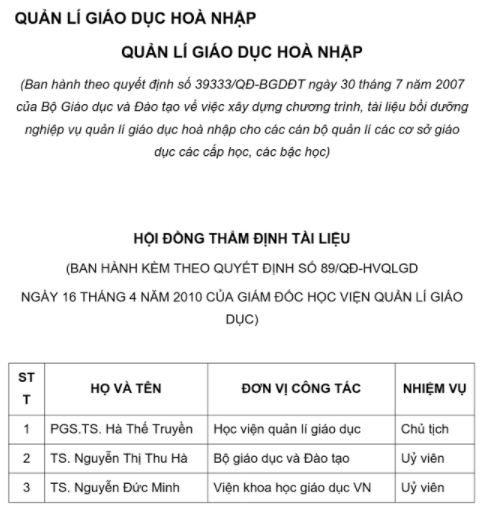 QUẢN LÍ GIÁO DỤC HOÀ NHẬP
QUẢN LÍ GIÁO DỤC HOÀ NHẬP
(Ban hành theo quyết định số 39333/QĐ-BGDĐT ngày 30 tháng 7 năm 2007
của Bộ Giáo dục và Đào tạo về việc xây dựng chương trình, tài liệu bồi dưỡng
nghiệp vụ quản lí giáo dục hoà nhập cho các cán bộ quản lí các cơ sở giáo
dục các cấp học, các bậc học)
HỘI ĐỒNG THẨM ĐỊNH TÀI LIỆU
(BAN HÀNH KÈM THEO QUYẾT ĐỊNH SỐ 89/QĐ-HVQLGD
NGÀY 16 THÁNG 4 NĂM 2010 CỦA GIÁM ĐỐC HỌC VIỆN QUẢN LÍ GIÁO
DỤC)
ST
T HỌ VÀ TÊN ĐƠN VỊ CÔNG TÁC NHIỆM VỤ
1 PGS.TS. Hà Thế Truyền Học viện quản lí giáo dục Chủ tịch
2 TS. Nguyễn Thị Thu Hà Bộ giáo dục và Đào tạo Uỷ viên
3 TS. Nguyễn Đức Minh Viện khoa học giáo dục VN Uỷ viên